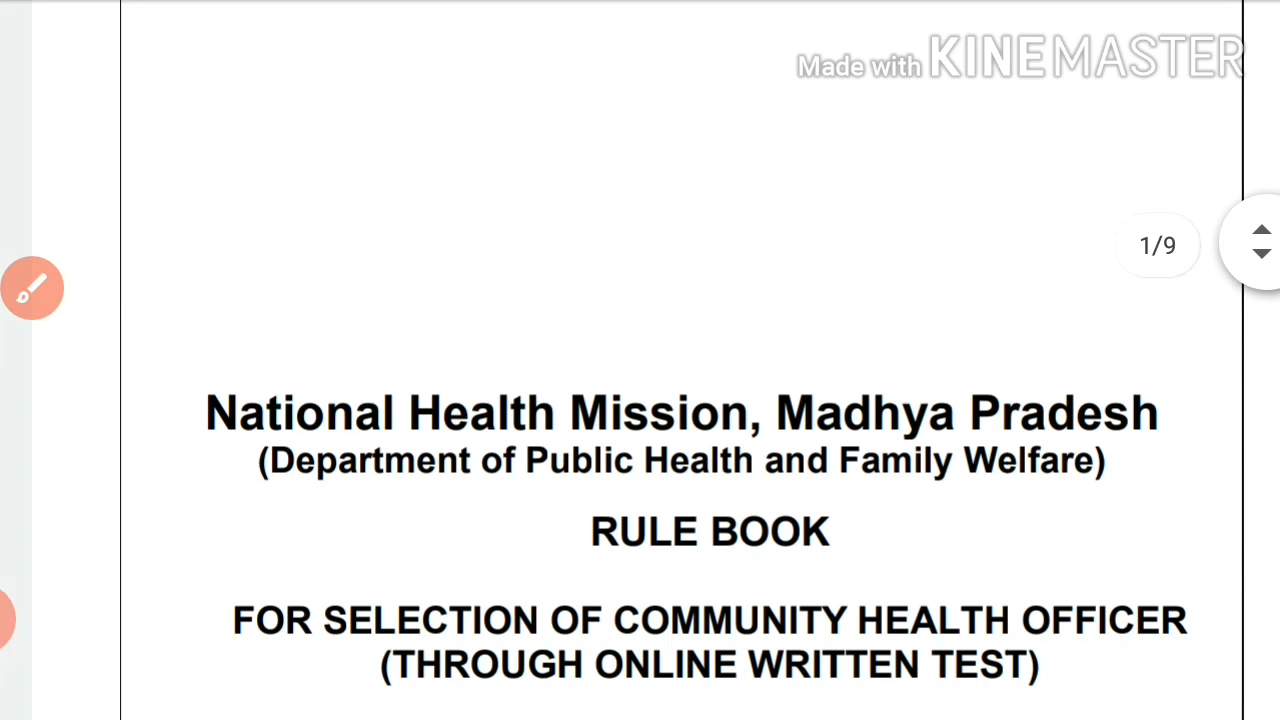 Made with KINEMASTER
1/9
National Health Mission, Madhya Pradesh
(Department of Public Health and Family Welfare)
RULE BOOK
FOR SELECTION OF COMMUNITY HEALTH OFFICER
(THROUGH ONLINE WRITTEN TEST)